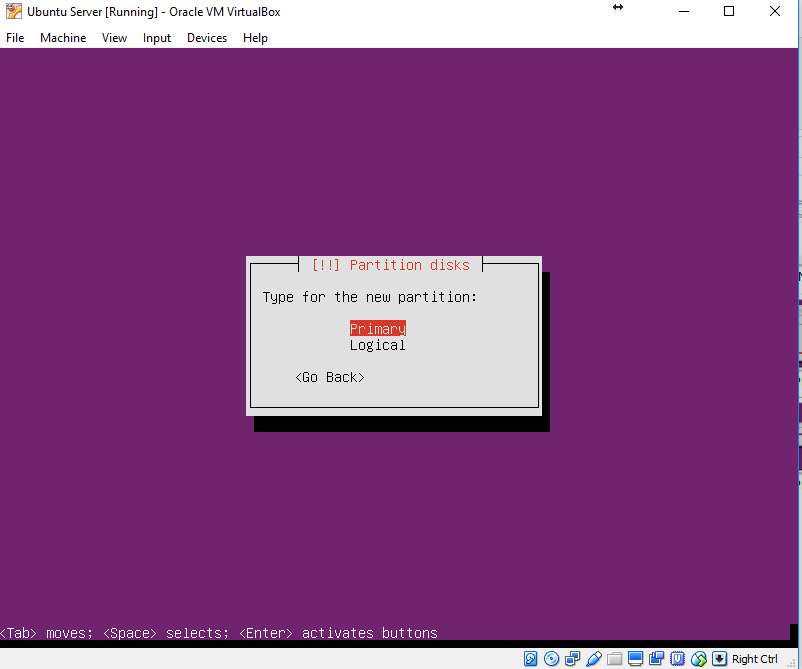 Ubuntu Server [Running] - Oracle VM VirtualBox
File Machine View Input Devices Help
[!!] Partition disks
Type for the new partition:
Primary
Logical
<Go Back>
<Tab> moves; <Space> selects; <Enter> activates buttons
Right Ctrl